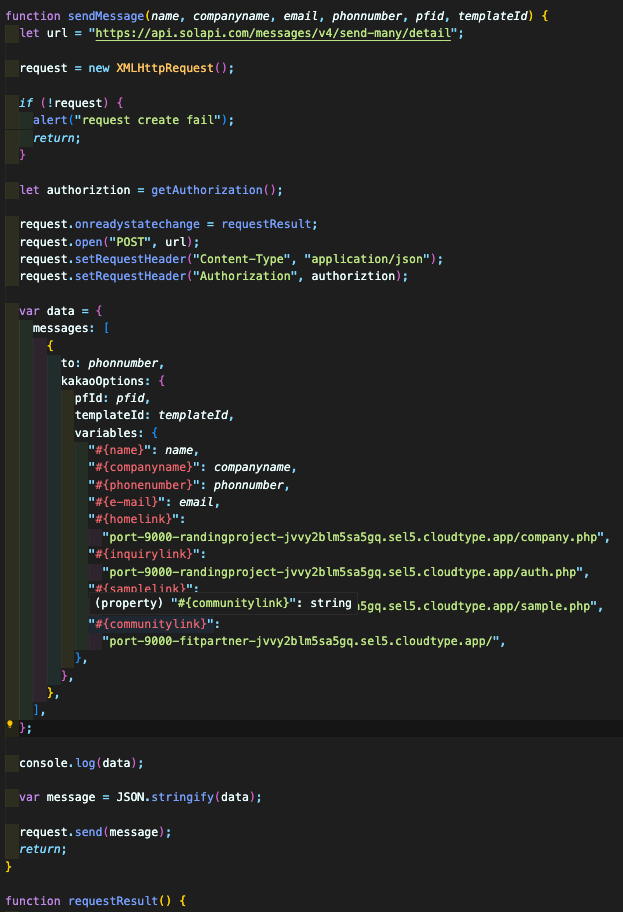 function sendMessage(name, companyname, email, phonnumber, pfid, templateId) {
let url = "https://api.solapi.com/messages/v4/send-many/detail";
request = new XMLHttpRequest();
if (!request) {
alert("request create fail");
return;
}
let authoriztion = getAuthorization();
request.onreadystatechange = requestResult;
request.open("POST", url);
request.setRequestHeader("Content-Type", "application/json");
request.setRequestHeader("Authorization", authoriztion);
var data = {
messages: [
{
to: phonnumber,
kakaoOptions: {
pfId: pfid,
templateId: templateId,
variables: {
"#{name}": name,
"#{companyname}": companyname,
"#{phonenumber}": phonnumber,
"#{e-mail}": email,
"#{homelink}":
"port-9000-randingproject-jvvy2blm5sa5gq.sel5.cloudtype.app/company.php",
"#{inquirylink}":
"port-9000-randingproject-jvvy2blm5sa5gq.sel5.cloudtype.app/auth.php",
"#{samplelink}":
(property) "#{communitylink}": string
a5gq.sel5.cloudtype.app/sample.php",
"#{communitylink}":
"port-9000-fitpartner-jvvy2blm5sa5gq.sel5.cloudtype.app/",
},
},
},
],
};
console.log(data);
var message = JSON.stringify(data);
request.send(message);
return;
}
function requestResult() {